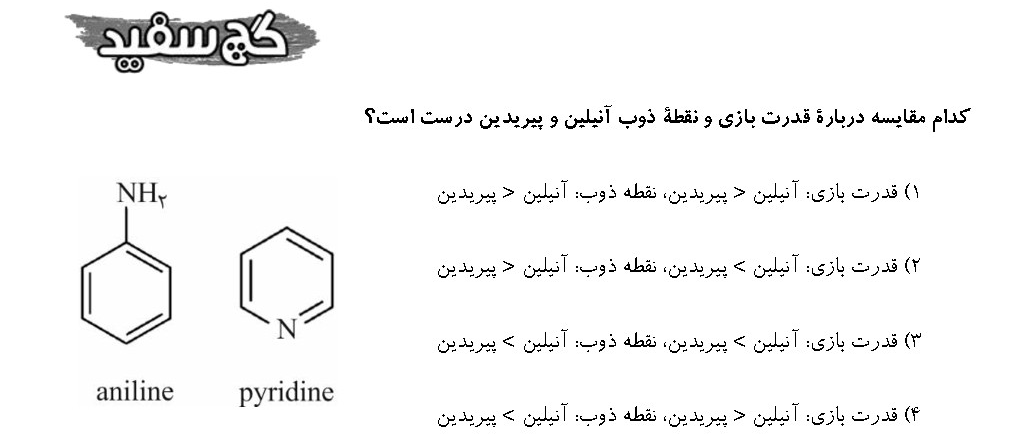 گچ سفید
کدام مقایسه دربارهٔ قدرت بازی و نقطهٔ ذوب آنیلین و پیریدین درست است؟
۱) قدرت بازی: آنیلین > پیریدین، نقطه ذوب: آنیلین > پیریدین
۲) قدرت بازی: آنیلین < پیریدین، نقطه ذوب: آنیلین > پیریدین
۳) قدرت بازی: آنیلین < پیریدین، نقطه ذوب: آنیلین < پیریدین
۴) قدرت بازی: آنیلین > پیریدین، نقطه ذوب: آنیلین < پیریدین
NH۲
N
aniline
pyridine